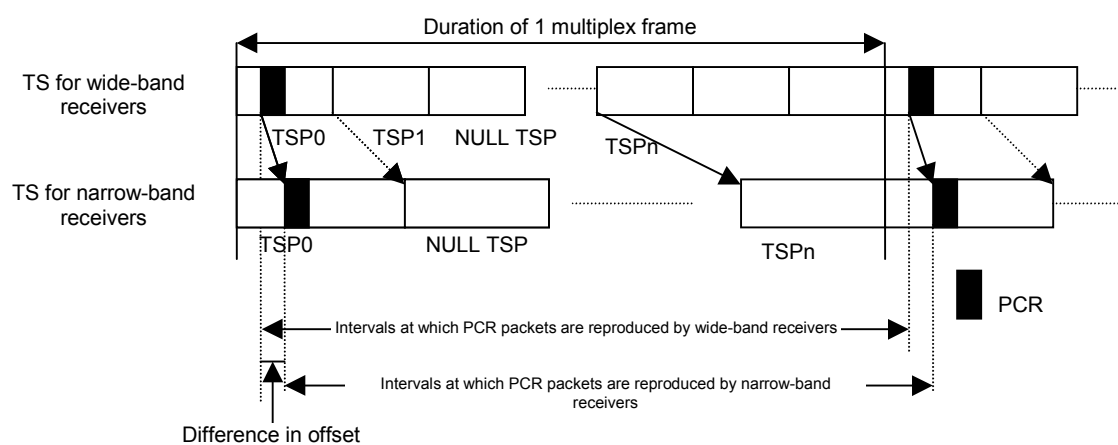 Duration of 1 multiplex frame
TS for wide-band
receivers
TSP0
TSP1
NULL TSP
TSPn
TS for narrow-band
receivers
TSP0
NULL TSP
TSPn
PCR
Intervals at which PCR packets are reproduced by wide-band receivers
Intervals at which PCR packets are reproduced by narrow-band
receivers
Difference in offset